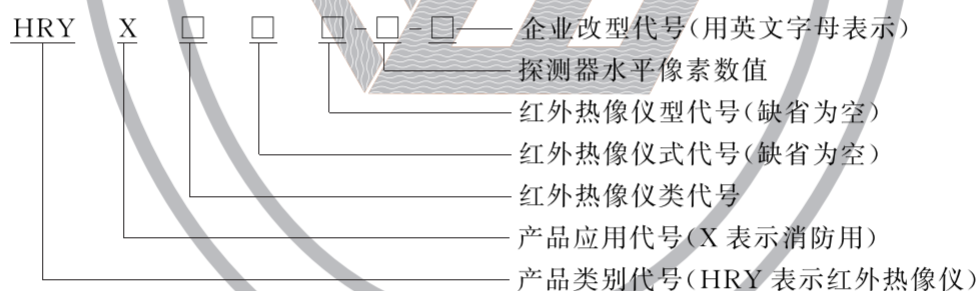 HRY X □ □ □-□-□ 企业改型代号(用英文字母表示)
探测器水平像素数值
红外热像仪型代号(缺省为空)
红外热像仪式代号(缺省为空)
红外热像仪类代号
产品应用代号(X 表示消防用)
产品类别代号(HRY 表示红外热像仪)